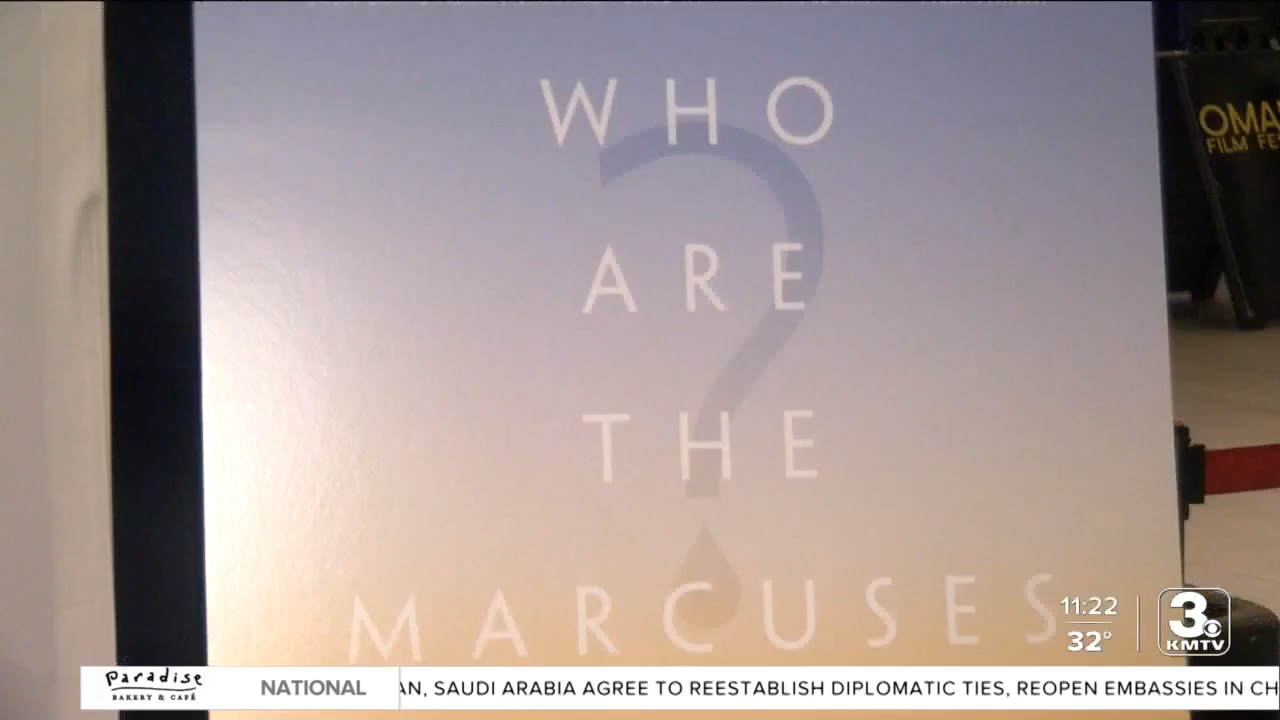 WHO
ARE
THE
MARCUSES
OMA
FILM FE
11:22
32°
3
KMTV
Paradise
BAKERY & CAFÉ
NATIONAL
AN, SAUDI ARABIA AGREE TO REESTABLISH DIPLOMATIC TIES, REOPEN EMBASSIES IN CH